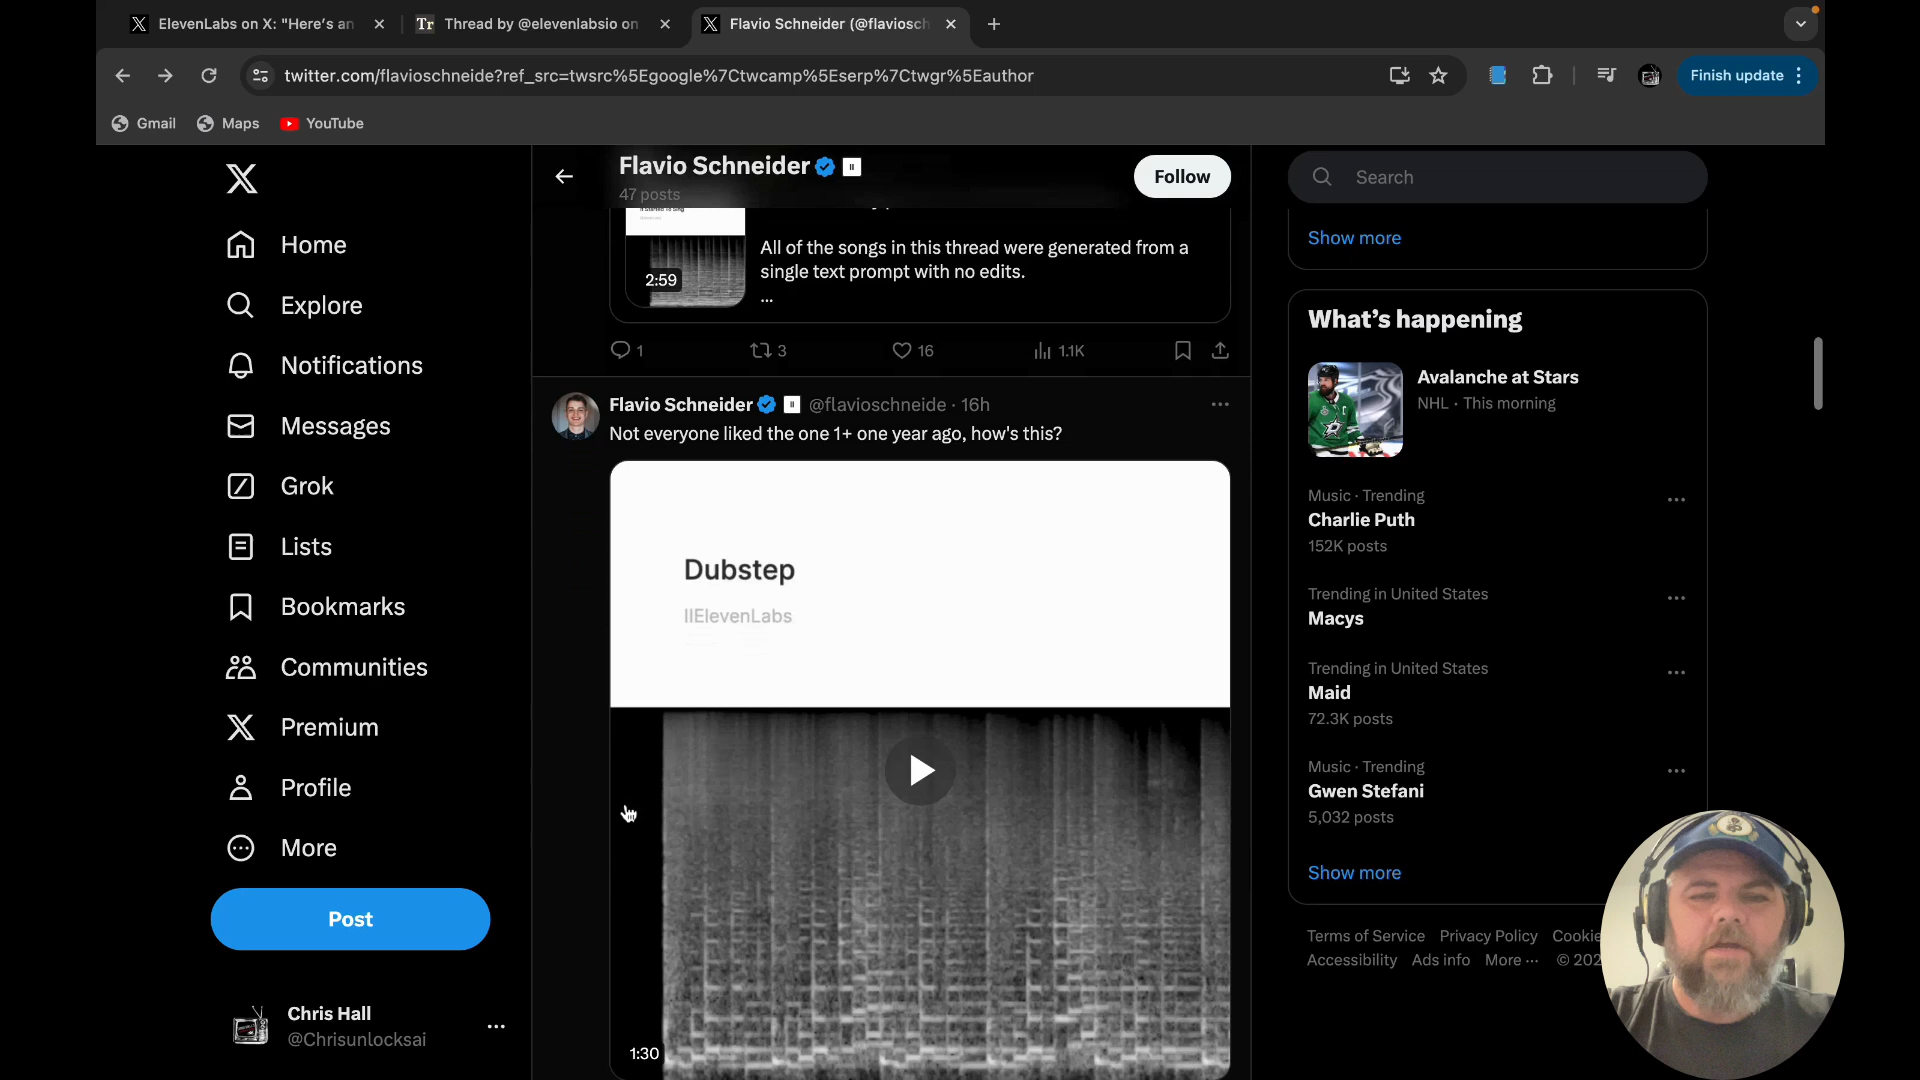 ElevenLabs on X: "Here's an
Thread by @elevenlabsio on
Flavio Schneider (@flaviosch
twitter.com/flavioschneide?ref_src=twsrc%5Egoogle%7Ctwcamp%5Eserp%7Ctwgr%5Eauthor
Finish update
Gmail
Maps
YouTube
Home
Explore
Notifications
Messages
Grok
Lists
Bookmarks
Communities
Premium
Profile
More
Post
Chris Hall
@Chrisunlocksai
Flavio Schneider
47 posts
Follow
2:59
All of the songs in this thread were generated from a
single text prompt with no edits.
...
1
3
16
1.1K
Flavio Schneider @flavioschneide · 16h
Not everyone liked the one 1+ one year ago, how's this?
Dubstep
IIElevenLabs
1:30
Search
Show more
What's happening
Avalanche at Stars
NHL · This morning
Music · Trending
Charlie Puth
152K posts
Trending in United States
Macys
Trending in United States
Maid
72.3K posts
Music · Trending
Gwen Stefani
5,032 posts
Show more
Terms of Service Privacy Policy Cookie
Accessibility Ads info More ... © 202